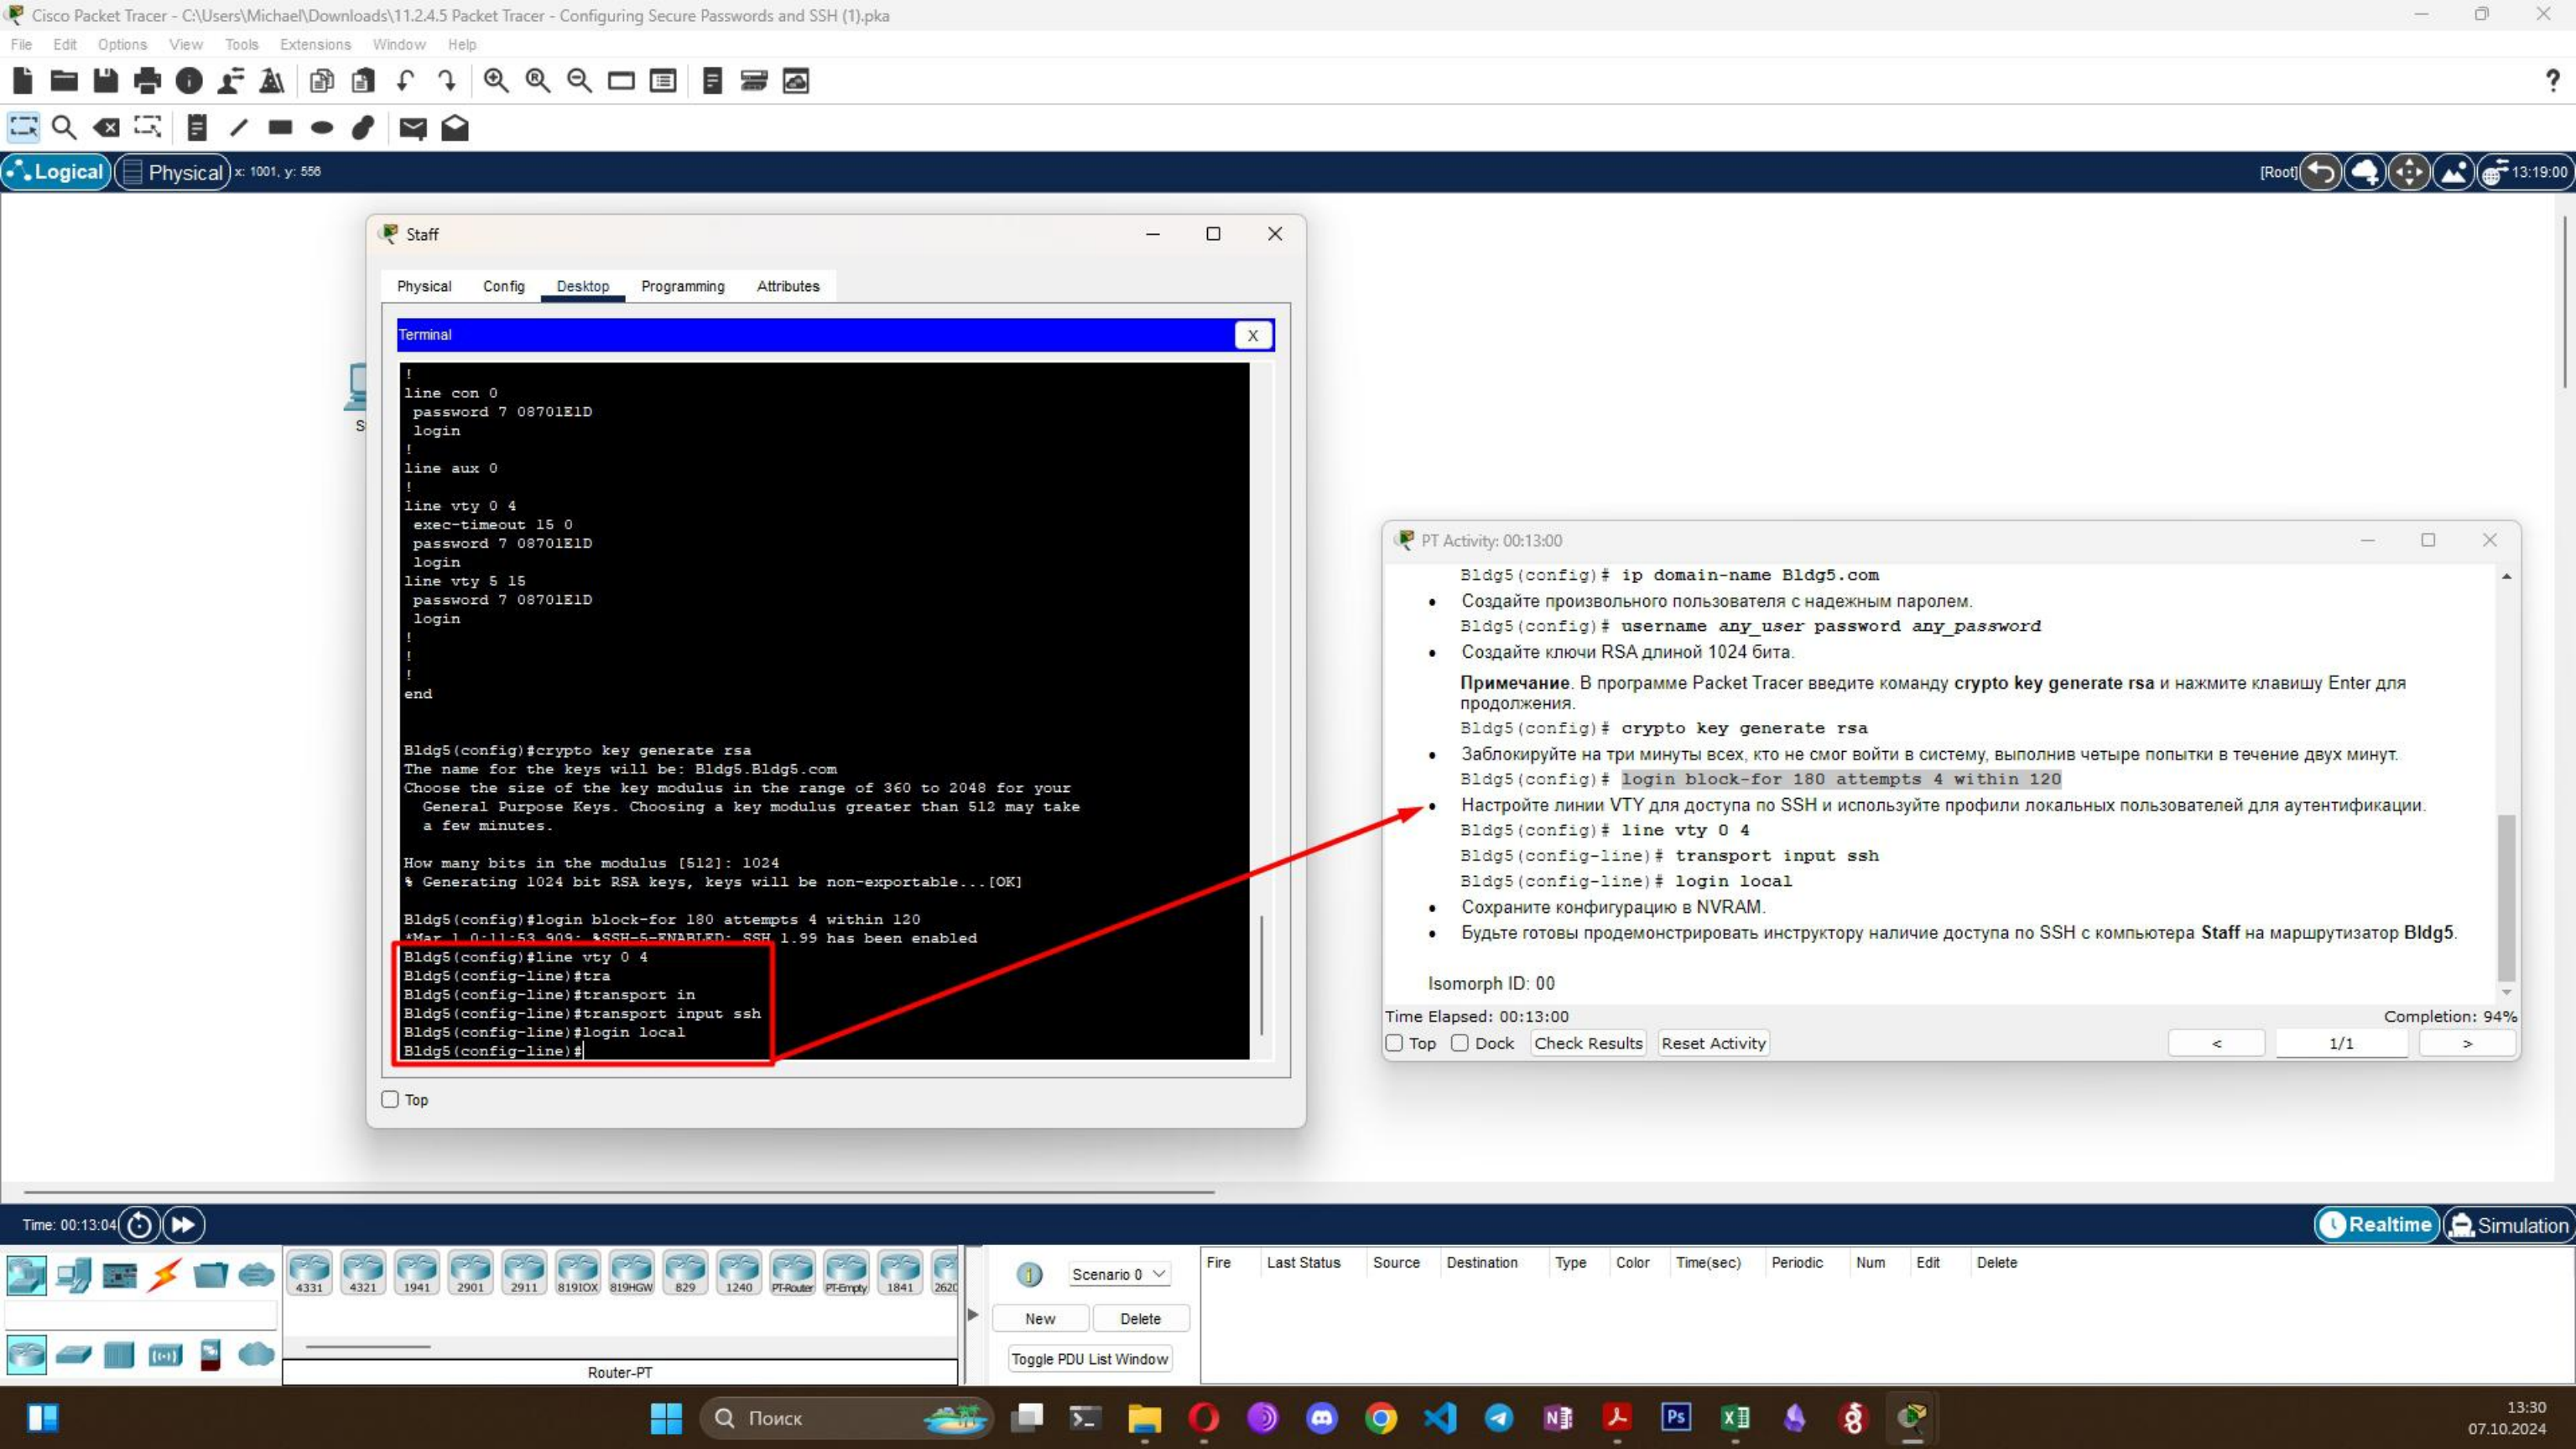 Cisco Packet Tracer - C:\Users\Michael\Downloads\11.2.4.5 Packet Tracer - Configuring Secure Passwords and SSH (1).pka
File Edit Options View Tools Extensions Window Help
?
Logical Physical x: 1001, y: 556 [Root] 13:19:00
Staff
Physical Config Desktop Programming Attributes
Terminal X
!
line con 0
password 7 08701E1D
login
!
line aux 0
!
line vty 0 4
exec-timeout 15 0
password 7 08701E1D
login
line vty 5 15
password 7 08701E1D
login
!
!
!
end
Bldg5(config)#crypto key generate rsa
The name for the keys will be: Bldg5.Bldg5.com
Choose the size of the key modulus in the range of 360 to 2048 for your
General Purpose Keys. Choosing a key modulus greater than 512 may take
a few minutes.
How many bits in the modulus [512]: 1024
% Generating 1024 bit RSA keys, keys will be non-exportable...[OK]
Bldg5(config)#login block-for 180 attempts 4 within 120
*Mar 1 0:11:53.909: %SSH-5-ENABLED: SSH 1.99 has been enabled
Bldg5(config)#line vty 0 4
Bldg5(config-line)#tra
Bldg5(config-line)#transport in
Bldg5(config-line)#transport input ssh
Bldg5(config-line)#login local
Bldg5(config-line)#
Top
S
PT Activity: 00:13:00
Bldg5(config)# ip domain-name Bldg5.com
• Создайте произвольного пользователя с надежным паролем.
Bldg5(config)# username any_user password any_password
• Создайте ключи RSA длиной 1024 бита.
Примечание. В программе Packet Tracer введите команду crypto key generate rsa и нажмите клавишу Enter для
продолжения.
Bldg5(config)# crypto key generate rsa
• Заблокируйте на три минуты всех, кто не смог войти в систему, выполнив четыре попытки в течение двух минут.
Bldg5(config)# login block-for 180 attempts 4 within 120
• Настройте линии VTY для доступа по SSH и используйте профили локальных пользователей для аутентификации.
Bldg5(config)# line vty 0 4
Bldg5(config-line)# transport input ssh
Bldg5(config-line)# login local
• Сохраните конфигурацию в NVRAM.
• Будьте готовы продемонстрировать инструктору наличие доступа по SSH с компьютера Staff на маршрутизатор Bldg5.
Isomorph ID: 00
Time Elapsed: 00:13:00 Completion: 94%
Top Dock Check Results Reset Activity < 1/1 >
Time: 00:13:04 Realtime Simulation
4331 4321 1941 2901 2911 819IOX 819HGW 829 1240 PT-Router PT-Empty 1841 262
Router-PT
Scenario 0
New Delete
Toggle PDU List Window
Fire Last Status Source Destination Type Color Time(sec) Periodic Num Edit Delete
Поиск
Ps
13:30
07.10.2024